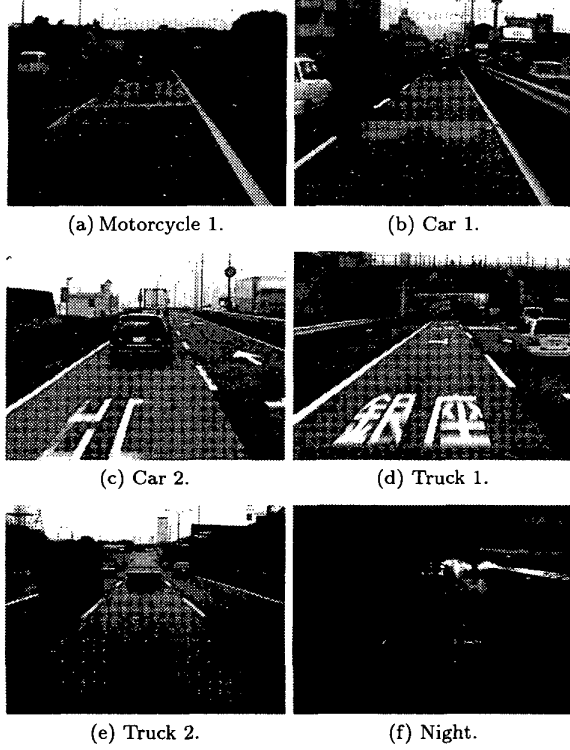 (a) Motorcycle 1.
(b) Car 1.
(c) Car 2.
(d) Truck 1.
銀座
(e) Truck 2.
(f) Night.